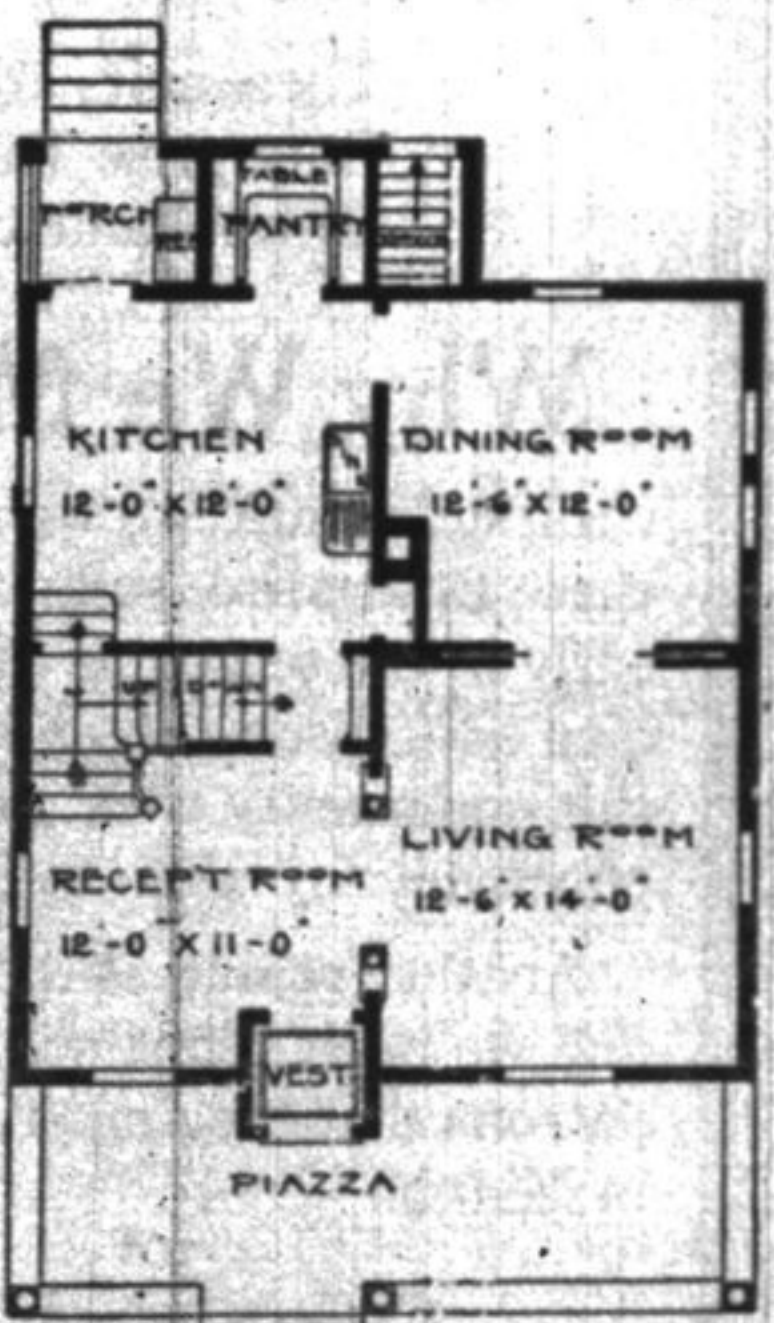 PORCH
TABLE
PANTRY
KITCHEN
12'-0" X 12'-0"
DINING ROOM
12'-6" X 12'-0"
UP
LIVING ROOM
12'-6" X 14'-0"
RECEPT ROOM
12'-0" X 11'-0"
VEST.
PIAZZA